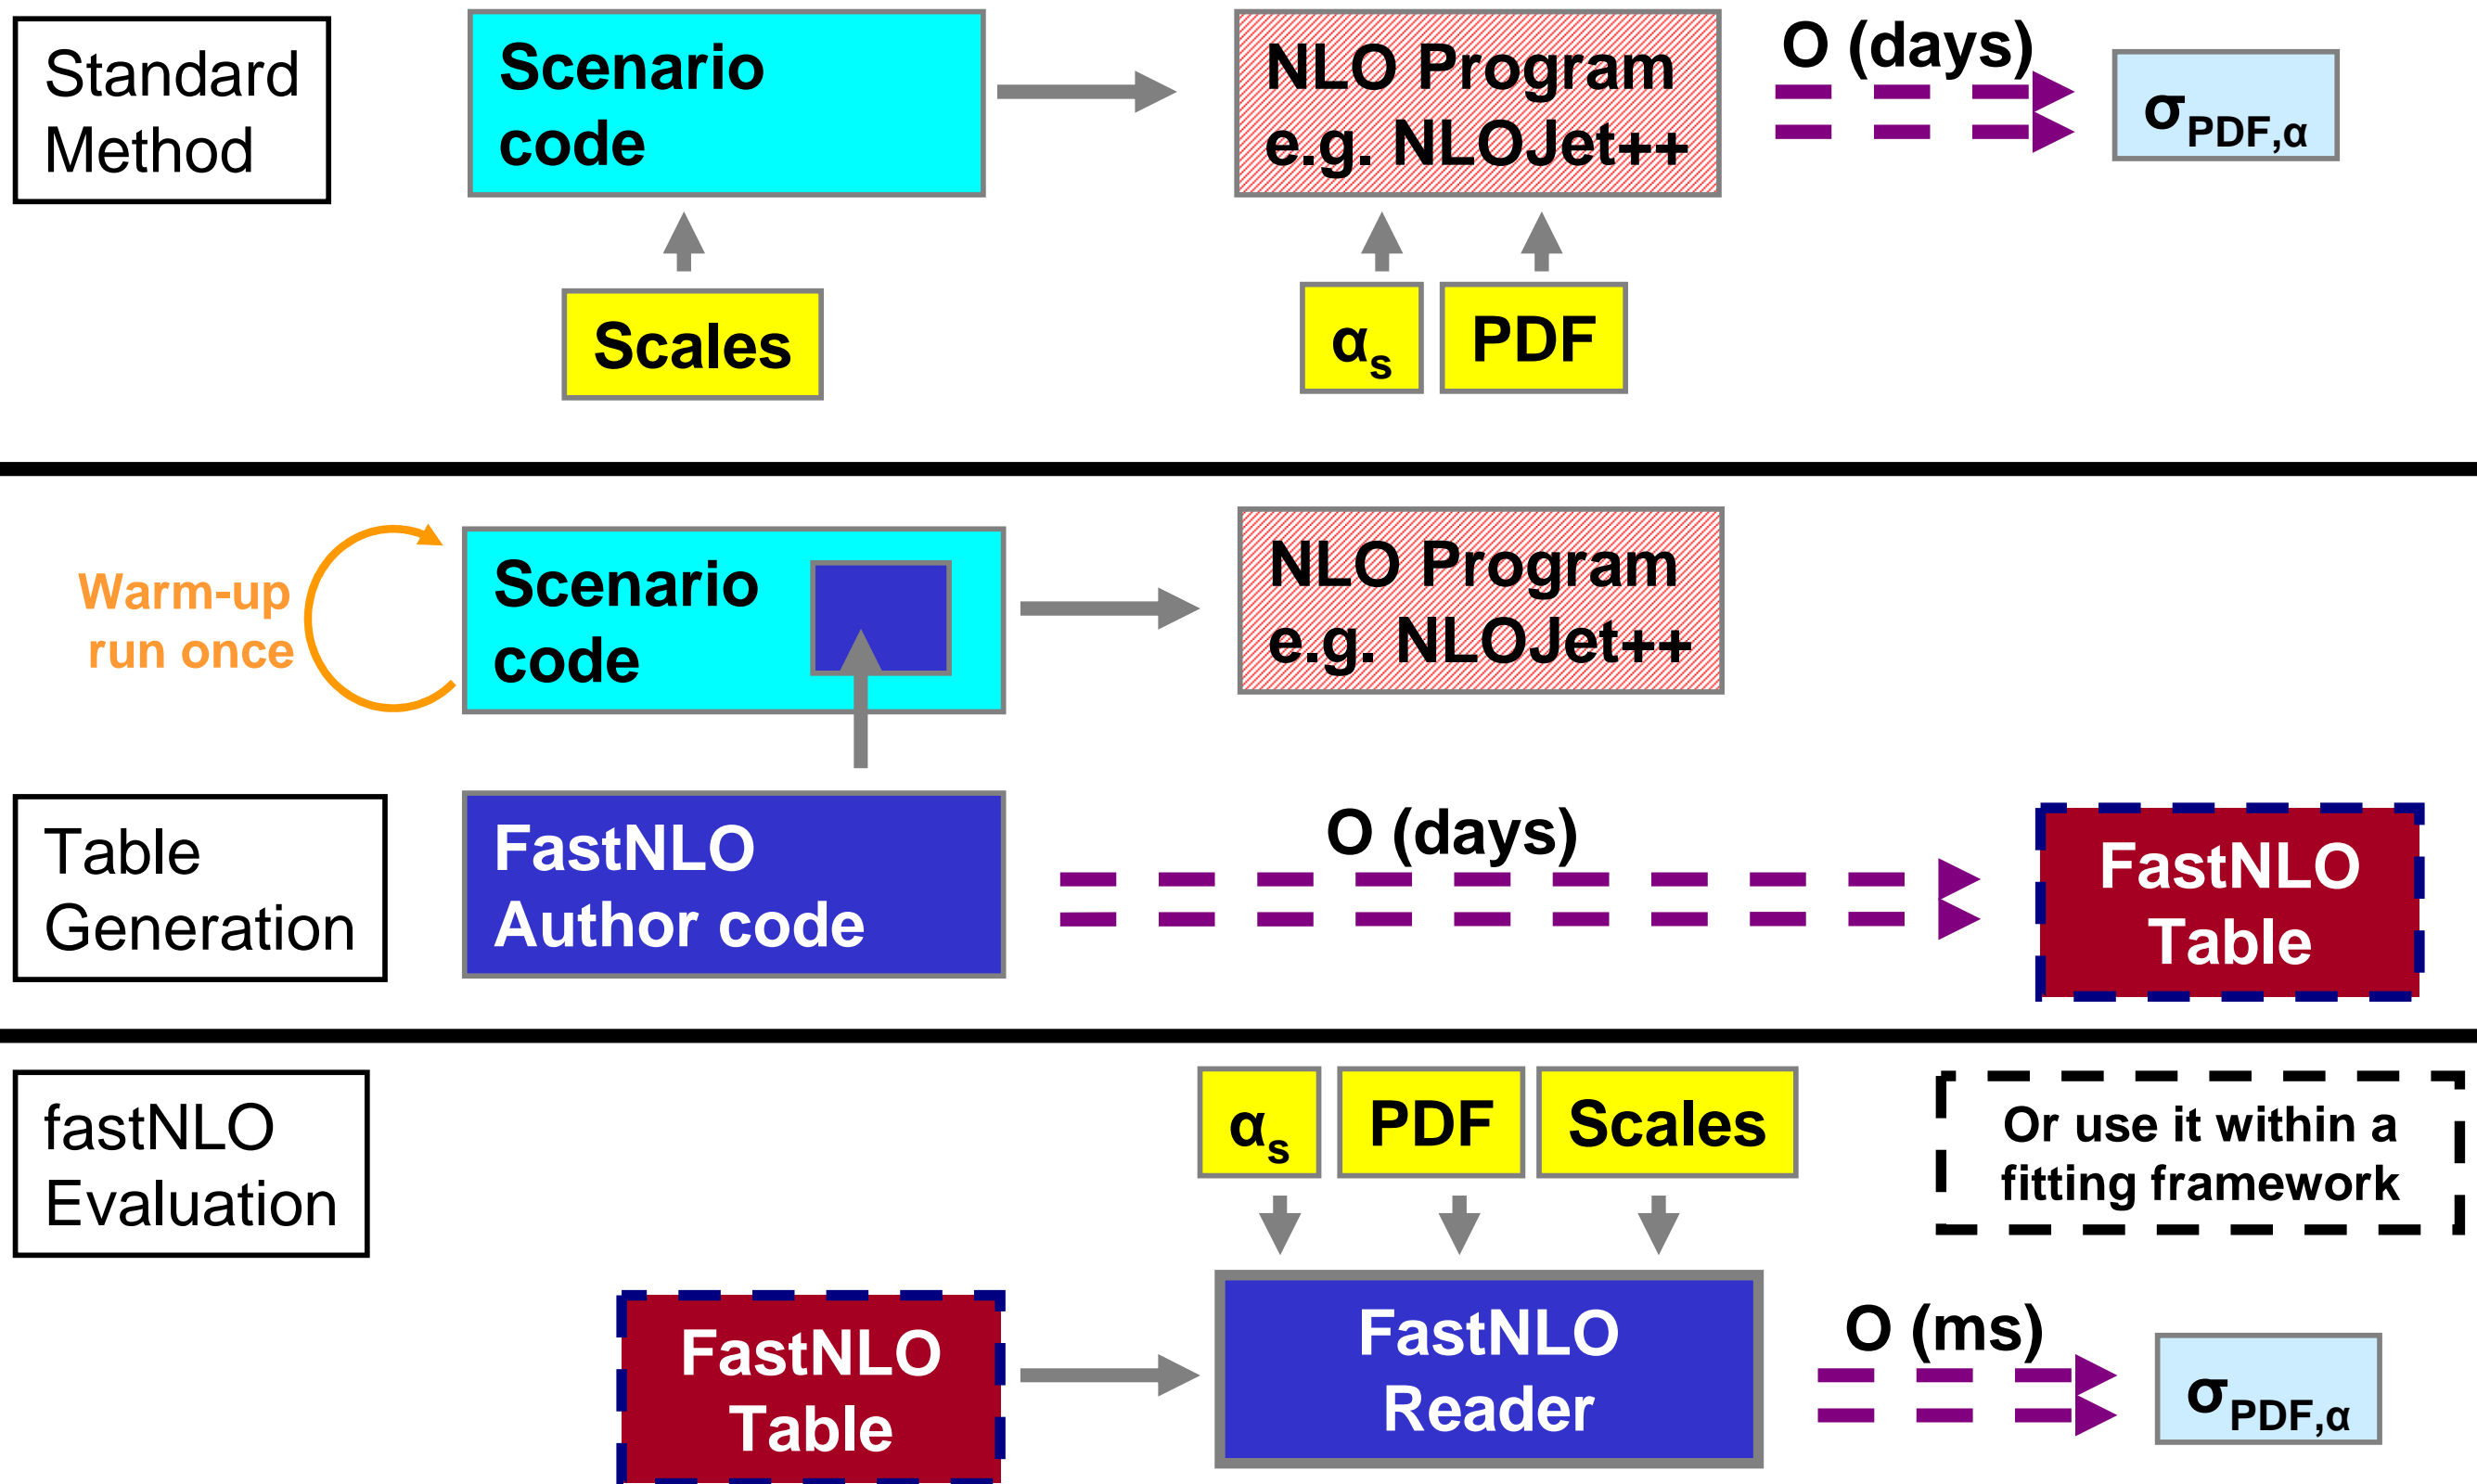 Standard
Method
Scenario
code
NLO Program
e.g. NLOJet++
O (days)
σPDF,α
Scales
αs
PDF
Warm-up
run once
Scenario
code
NLO Program
e.g. NLOJet++
Table
Generation
FastNLO
Author code
O (days)
FastNLO
Table
fastNLO
Evaluation
αs
PDF
Scales
Or use it within a
fitting framework
FastNLO
Table
FastNLO
Reader
O (ms)
σPDF,α